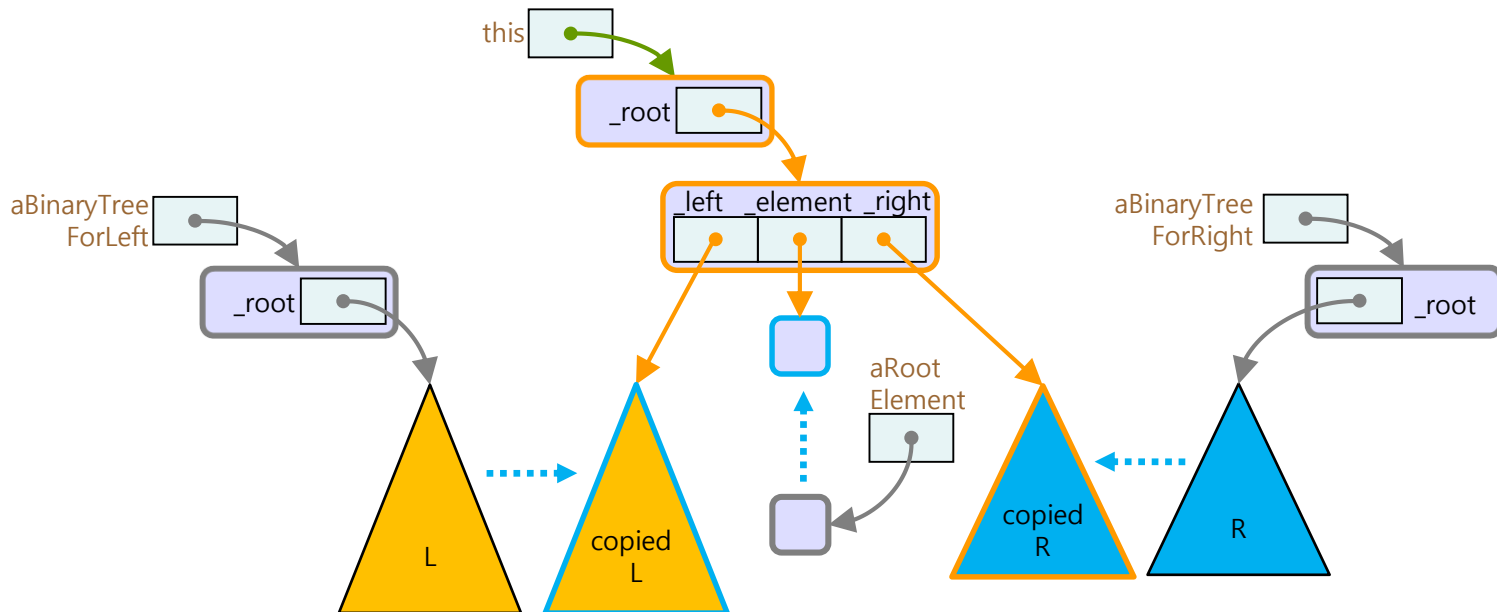 this
_root
_left _element _right
aBinaryTree
ForLeft
aBinaryTree
ForRight
_root
_root
aRoot
Element
L
copied
L
copied
R
R